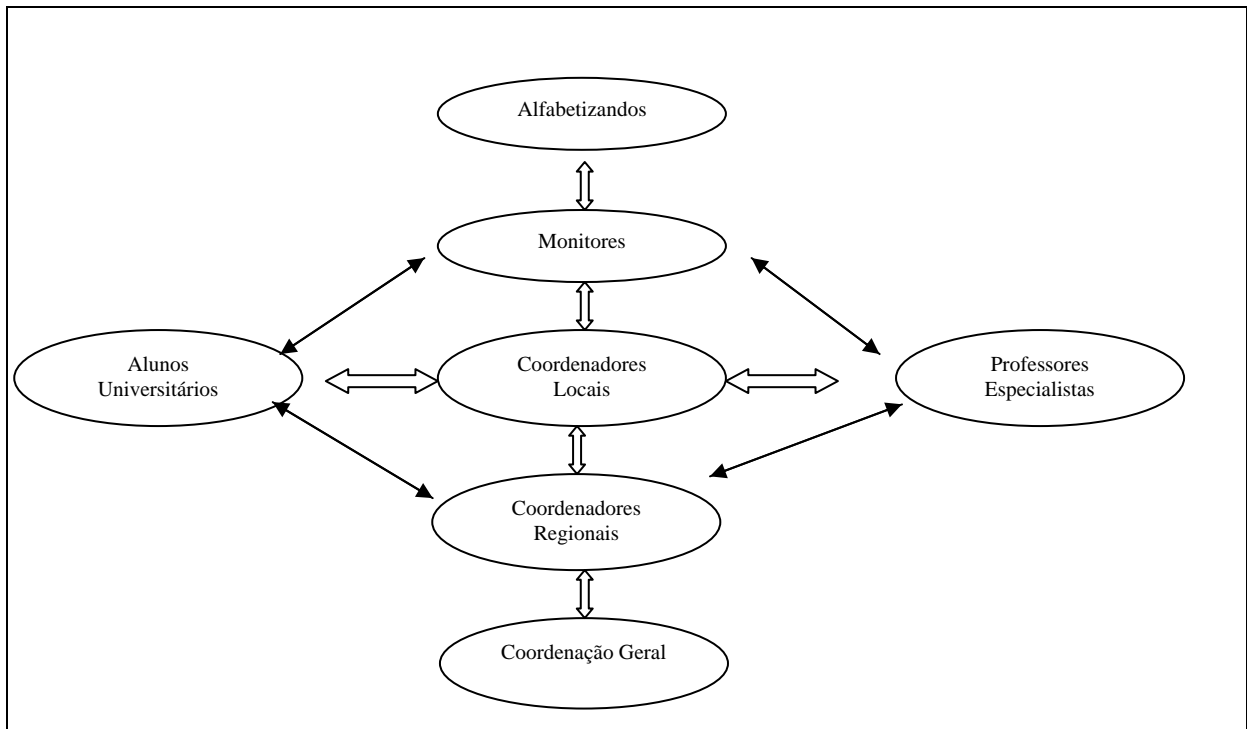 Alfabetizandos
Monitores
Alunos
Universitários
Coordenadores
Locais
Professores
Especialistas
Coordenadores
Regionais
Coordenação Geral